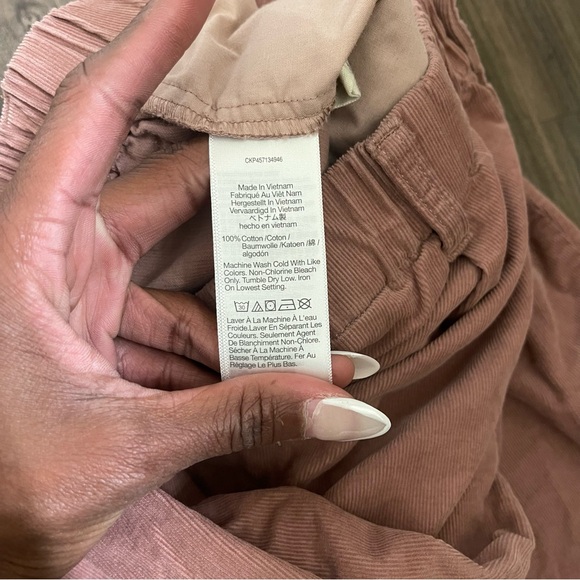 CKP457134946
Made In Vietnam
Fabriqué Au Viêt Nam
Hergestellt In Vietnam
Vervaardigd In Vietnam
ベトナム製
hecho en vietnam
100% Cotton /Coton /
Baumwolle /Katoen /綿 /
algodón
Machine Wash Cold With Like
Colors. Non-Chlorine Bleach
Only. Tumble Dry Low. Iron
On Lowest Setting.
Laver À La Machine À L'eau
Froide.Laver En Séparant Les
Couleurs. Seulement Agent
De Blanchiment Non-Chlore.
Sécher À La Machine À
Basse Température. Fer Au
Réglage Le Plus Bas.